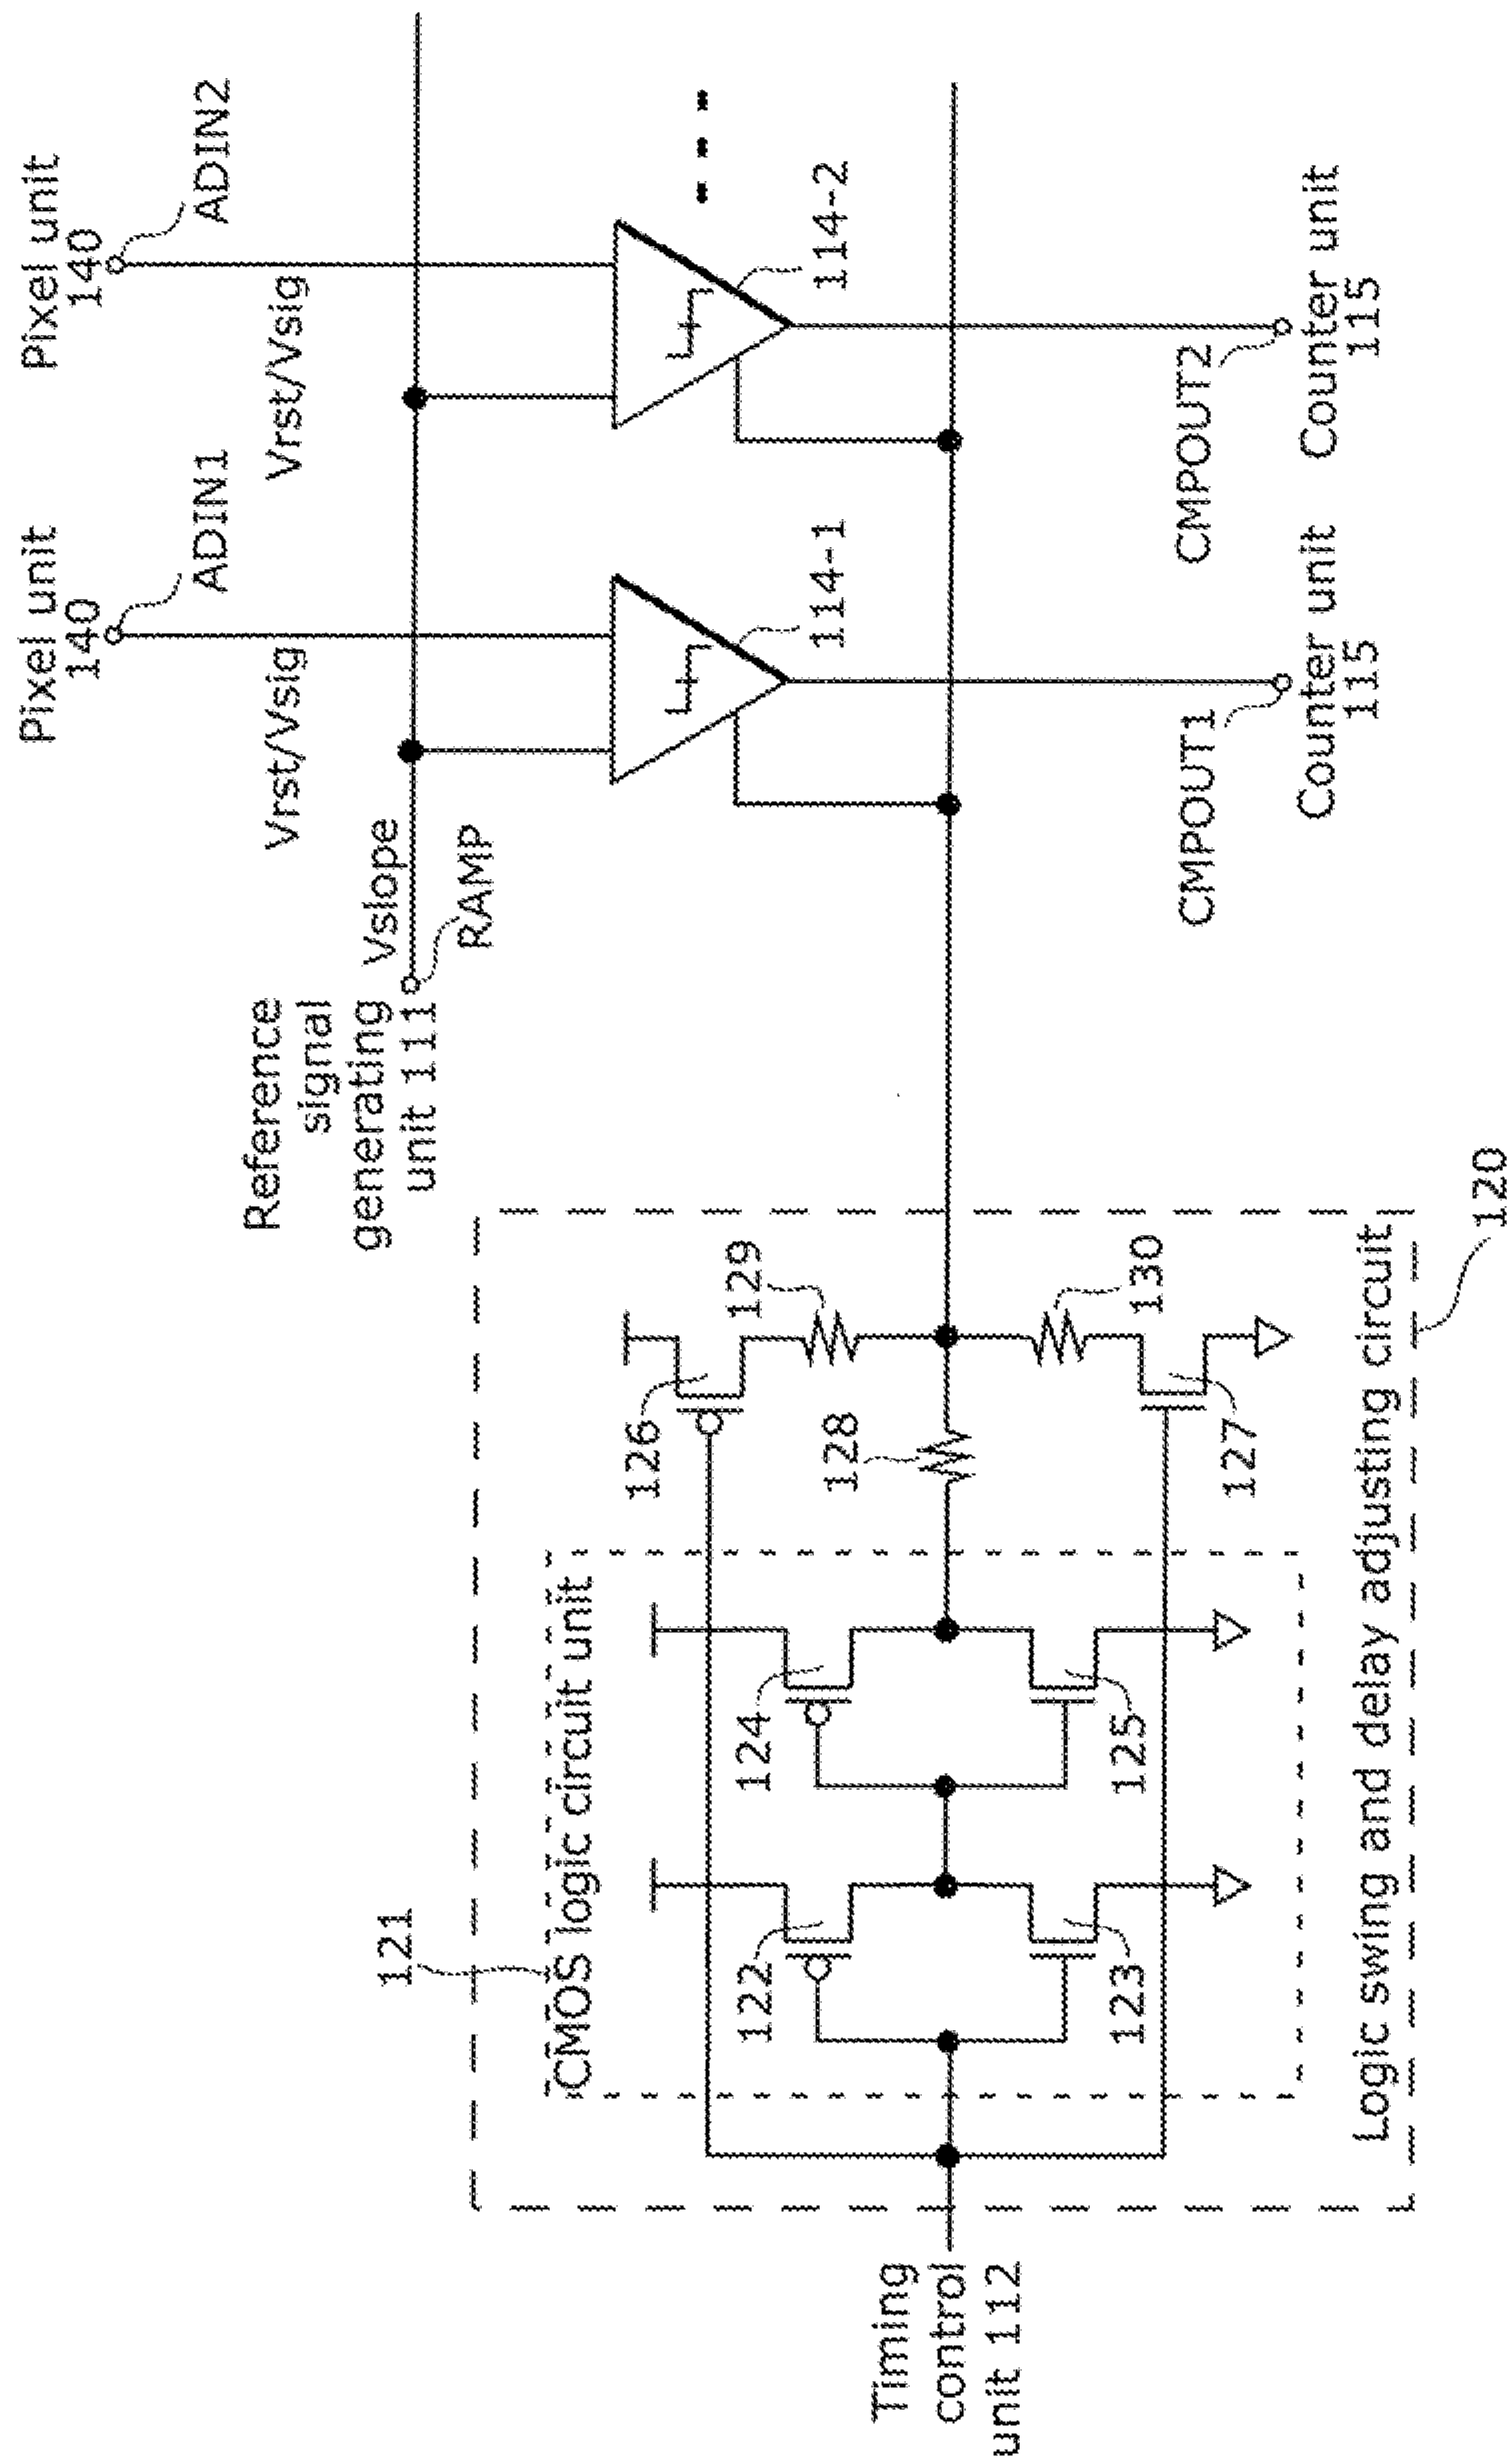 Pixel unit
140
ADIN1
Vrst/Vsig
Pixel unit
140
ADIN2
Vrst/Vsig
Reference
signal
generating
unit 111
Vslope
RAMP
114-1
114-2
CMPOUT1
Counter unit
115
CMPOUT2
Counter unit
115
121
CMOS logic circuit unit
122
123
124
125
126
127
128
129
130
Timing
control
unit 112
Logic swing and delay adjusting circuit
120